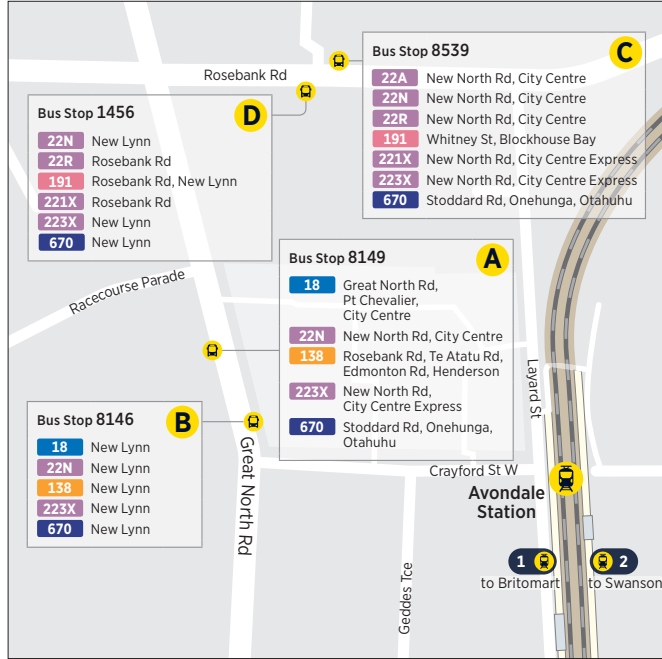 Bus Stop 8539
C
22A New North Rd, City Centre
22N New North Rd, City Centre
22R New North Rd, City Centre
191 Whitney St, Blockhouse Bay
221X New North Rd, City Centre Express
223X New North Rd, City Centre Express
670 Stoddard Rd, Onehunga, Otahuhu
Rosebank Rd
Bus Stop 1456
D
22N New Lynn
22R Rosebank Rd
191 Rosebank Rd, New Lynn
221X Rosebank Rd
223X New Lynn
670 New Lynn
Bus Stop 8149
A
18 Great North Rd,
Pt Chevalier,
City Centre
22N New North Rd, City Centre
138 Rosebank Rd, Te Atatu Rd,
Edmonton Rd, Henderson
223X New North Rd,
City Centre Express
670 Stoddard Rd, Onehunga,
Otahuhu
Racecourse Parade
Layard St
Bus Stop 8146
B
18 New Lynn
22N New Lynn
138 New Lynn
223X New Lynn
670 New Lynn
Great North Rd
Crayford St W
Avondale
Station
Geddes Tce
1
to Britomart
2
to Swanson